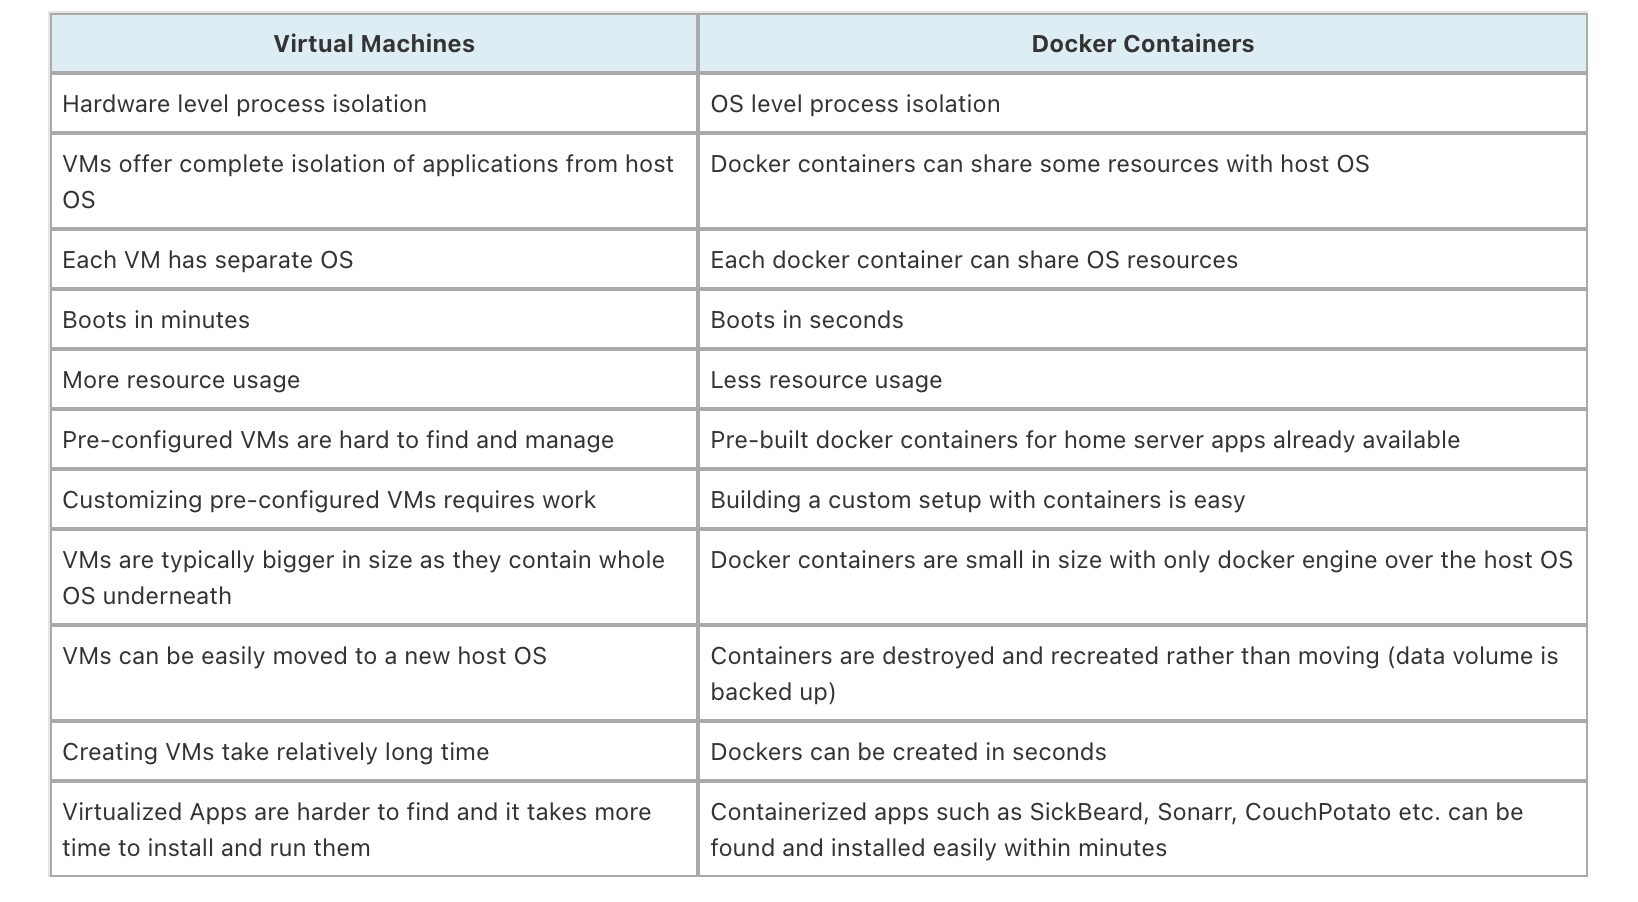 Virtual Machines
Docker Containers
Hardware level process isolation
OS level process isolation
VMs offer complete isolation of applications from host
OS
Docker containers can share some resources with host OS
Each VM has separate OS
Each docker container can share OS resources
Boots in minutes
Boots in seconds
More resource usage
Less resource usage
Pre-configured VMs are hard to find and manage
Pre-built docker containers for home server apps already available
Customizing pre-configured VMs requires work
Building a custom setup with containers is easy
VMs are typically bigger in size as they contain whole
OS underneath
Docker containers are small in size with only docker engine over the host OS
VMs can be easily moved to a new host OS
Containers are destroyed and recreated rather than moving (data volume is
backed up)
Creating VMs take relatively long time
Dockers can be created in seconds
Virtualized Apps are harder to find and it takes more
time to install and run them
Containerized apps such as SickBeard, Sonarr, CouchPotato etc. can be
found and installed easily within minutes